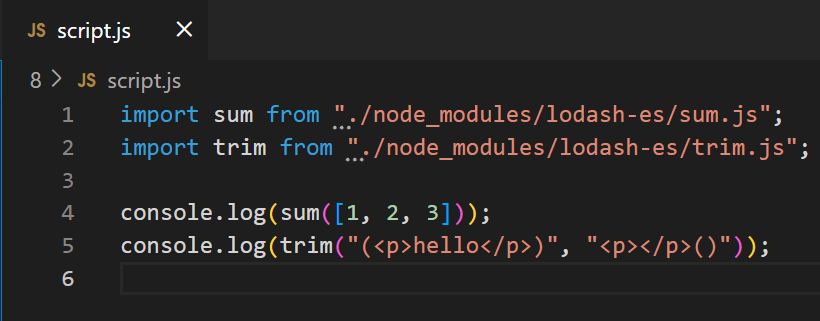 JS script.js ×
8 > JS script.js
1 import sum from "./node_modules/lodash-es/sum.js";
2 import trim from "./node_modules/lodash-es/trim.js";
3
4 console.log(sum([1, 2, 3]));
5 console.log(trim("(<p>hello</p>)", "<p></p>()"));
6